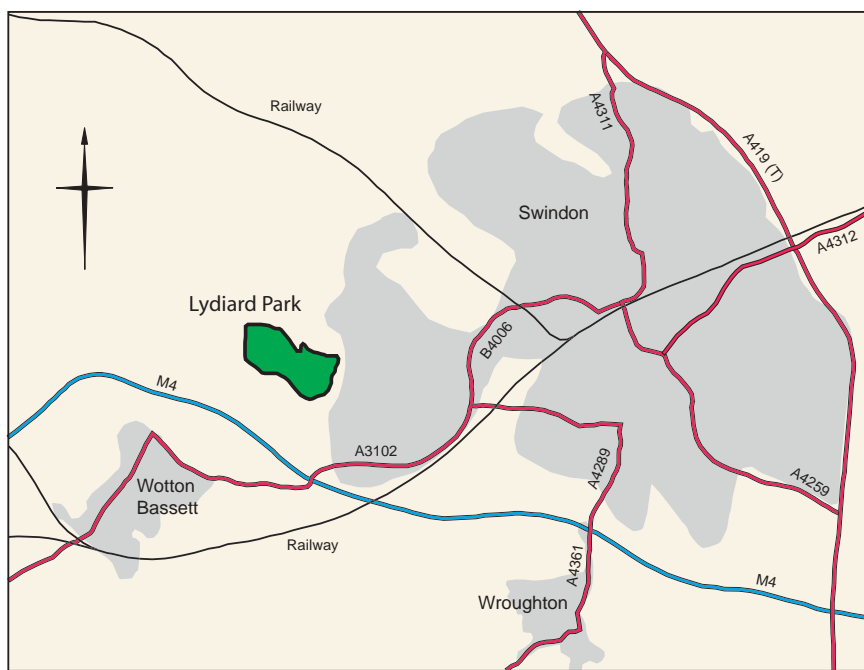 Railway
A4311
A419 (T)
Swindon
A4312
Lydiard Park
B4006
M4
A3102
A4289
A4259
Wotton
Bassett
Railway
A4361
M4
Wroughton